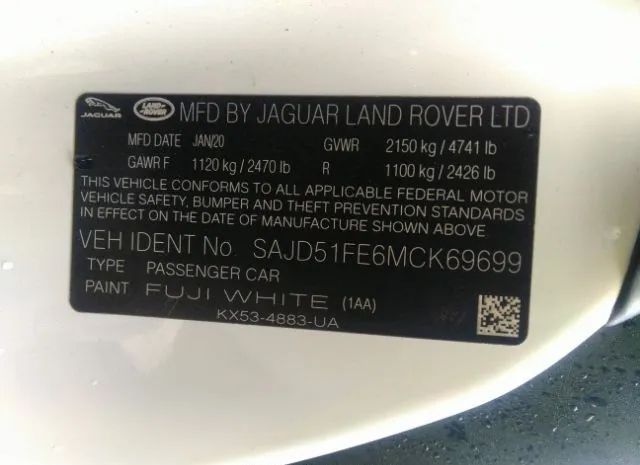 JAGUAR LAND ROVER MFD BY JAGUAR LAND ROVER LTD
MFD DATE JAN/20 GVWR 2150 kg / 4741 lb
GAWR F 1120 kg / 2470 lb R 1100 kg / 2426 lb
THIS VEHICLE CONFORMS TO ALL APPLICABLE FEDERAL MOTOR
VEHICLE SAFETY, BUMPER AND THEFT PREVENTION STANDARDS
IN EFFECT ON THE DATE OF MANUFACTURE SHOWN ABOVE.
VEH IDENT No. SAJD51FE6MCK69699
TYPE PASSENGER CAR
PAINT FUJI WHITE (1AA)
KX53-4883-UA